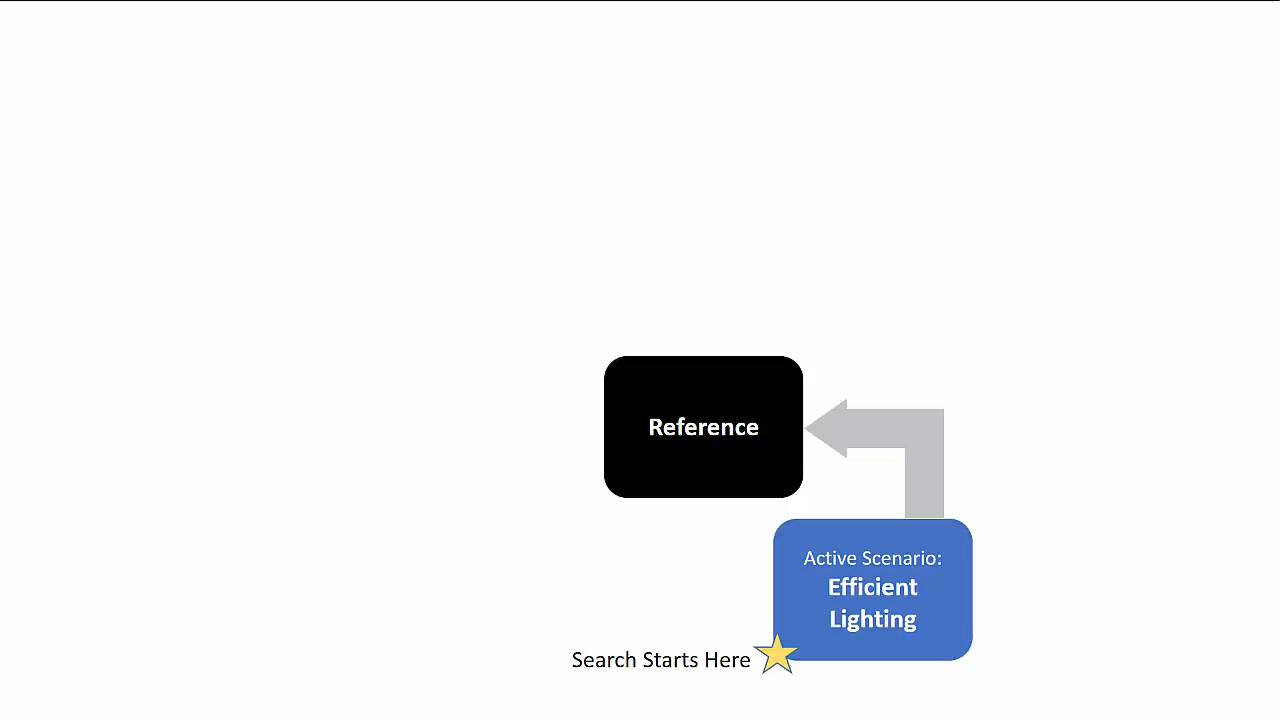 Reference
Active Scenario:
Efficient
Lighting
Search Starts Here